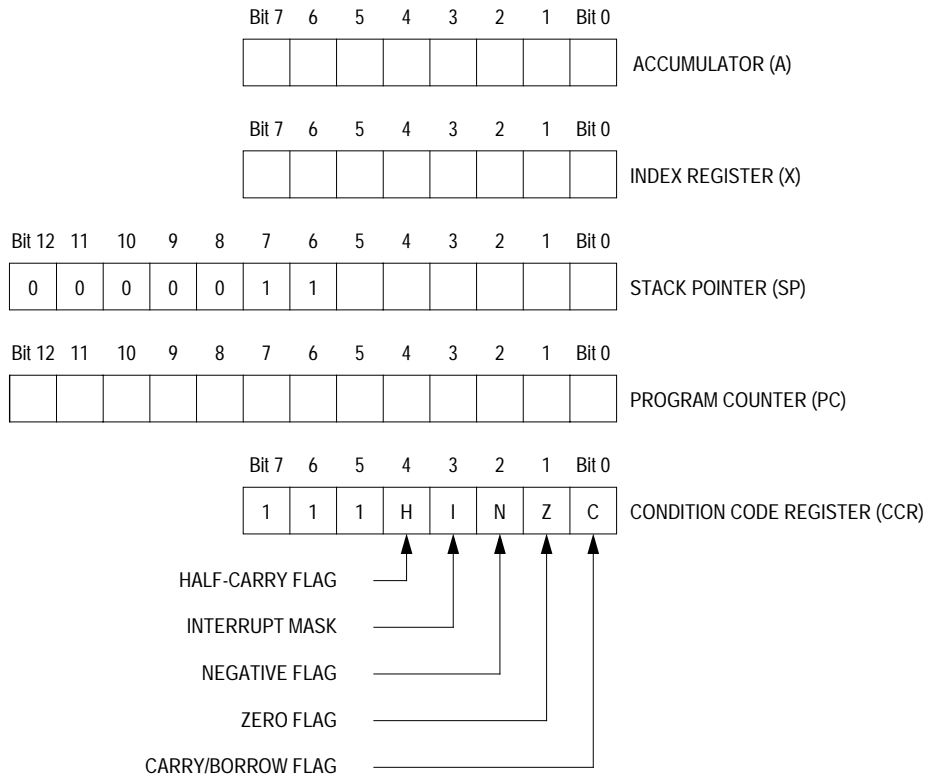 Bit 7 6 5 4 3 2 1 Bit 0
ACCUMULATOR (A)
Bit 7 6 5 4 3 2 1 Bit 0
INDEX REGISTER (X)
Bit 12 11 10 9 8 7 6 5 4 3 2 1 Bit 0
0 0 0 0 0 1 1 STACK POINTER (SP)
Bit 12 11 10 9 8 7 6 5 4 3 2 1 Bit 0
PROGRAM COUNTER (PC)
Bit 7 6 5 4 3 2 1 Bit 0
1 1 1 H I N Z C CONDITION CODE REGISTER (CCR)
HALF-CARRY FLAG
INTERRUPT MASK
NEGATIVE FLAG
ZERO FLAG
CARRY/BORROW FLAG